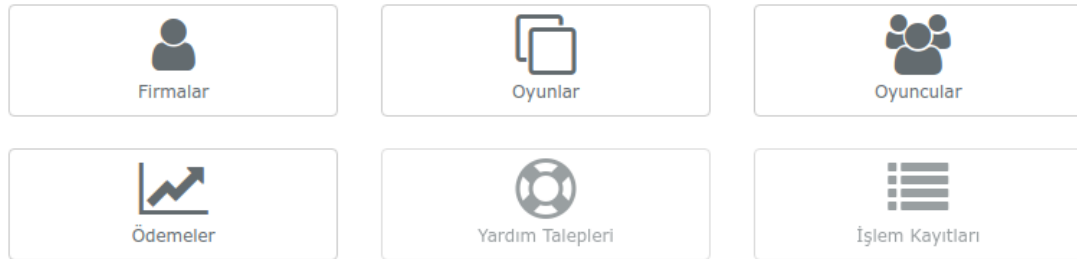 Firmalar
Oyunlar
Oyuncular
Ödemeler
Yardım Talepleri
İşlem Kayıtları